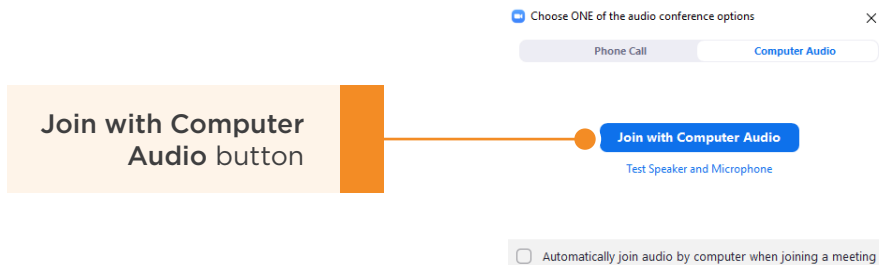 Choose ONE of the audio conference options
Phone Call
Computer Audio
Join with Computer
Audio button
Join with Computer Audio
Test Speaker and Microphone
Automatically join audio by computer when joining a meeting